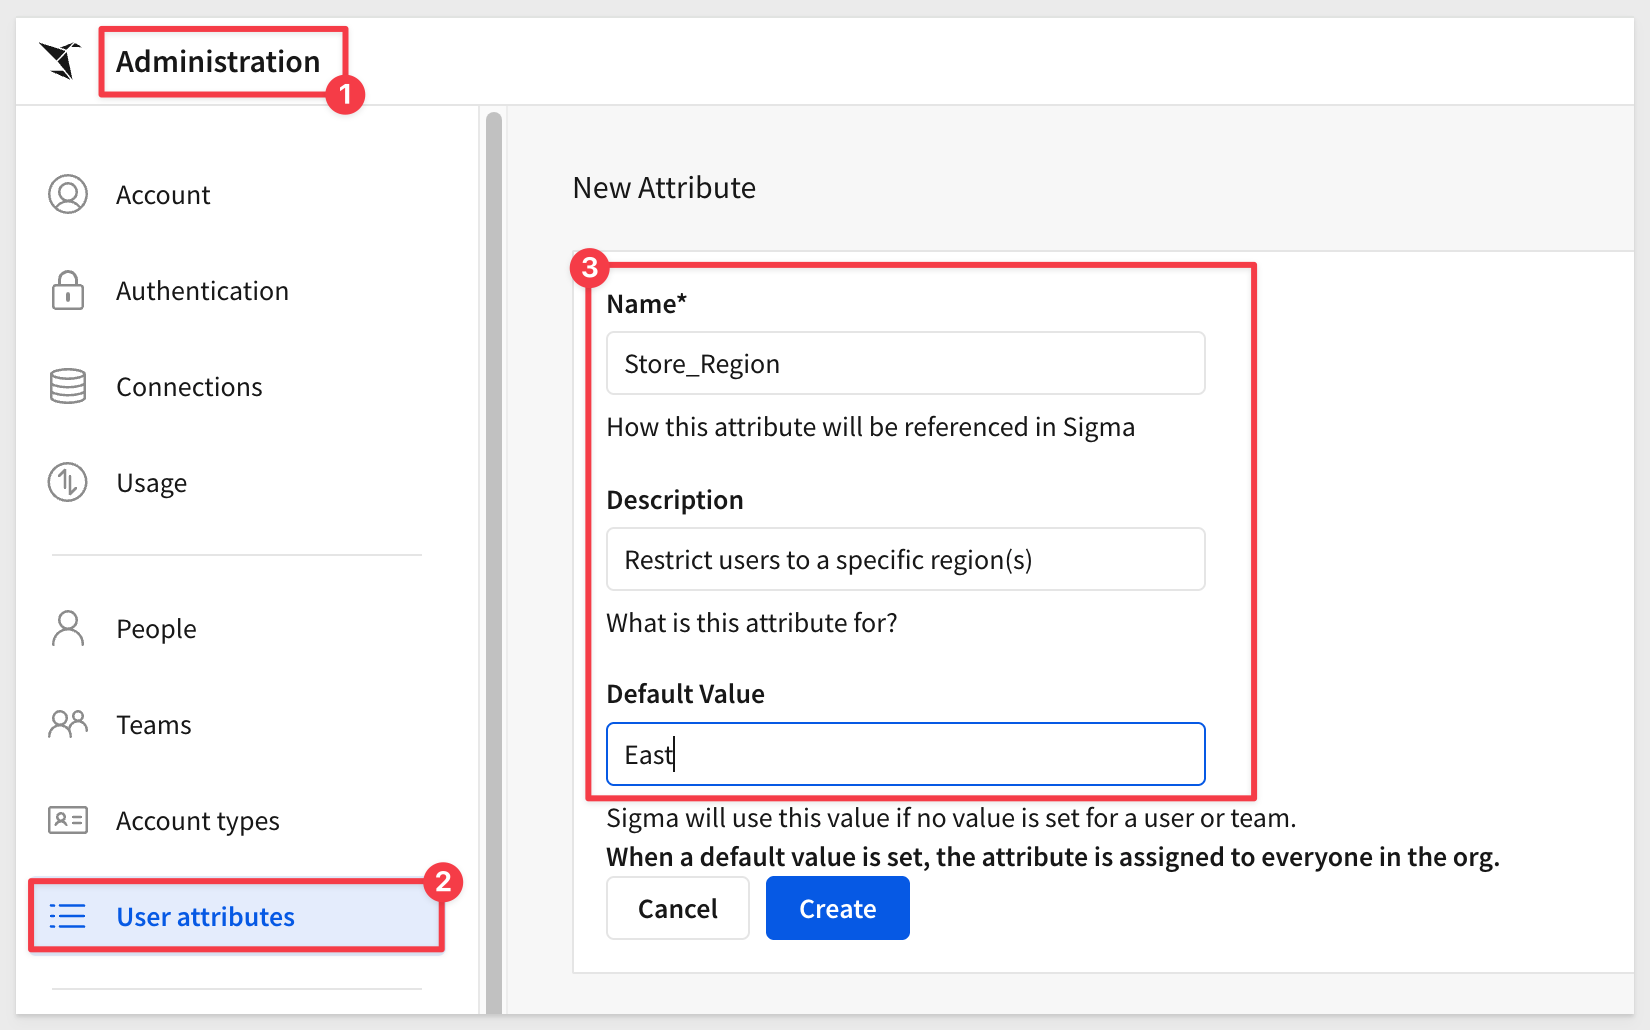 Administration
1
Account
Authentication
Connections
Usage
People
Teams
Account types
User attributes
2
New Attribute
3
Name*
Store_Region
How this attribute will be referenced in Sigma
Description
Restrict users to a specific region(s)
What is this attribute for?
Default Value
East
Sigma will use this value if no value is set for a user or team.
When a default value is set, the attribute is assigned to everyone in the org.
Cancel
Create